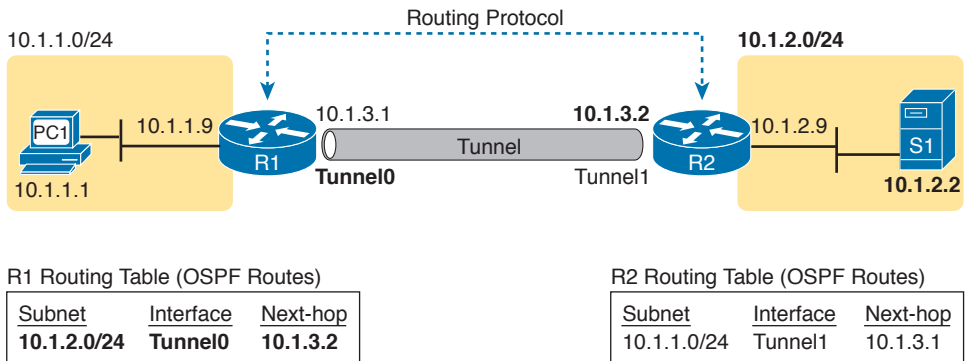 Routing Protocol
10.1.1.0/24
10.1.2.0/24
PC1
10.1.1.9
10.1.1.1
R1
10.1.3.1
Tunnel0
Tunnel
10.1.3.2
Tunnel1
R2
10.1.2.9
S1
10.1.2.2
R1 Routing Table (OSPF Routes)
Subnet Interface Next-hop
10.1.2.0/24 Tunnel0 10.1.3.2
R2 Routing Table (OSPF Routes)
Subnet Interface Next-hop
10.1.1.0/24 Tunnel1 10.1.3.1